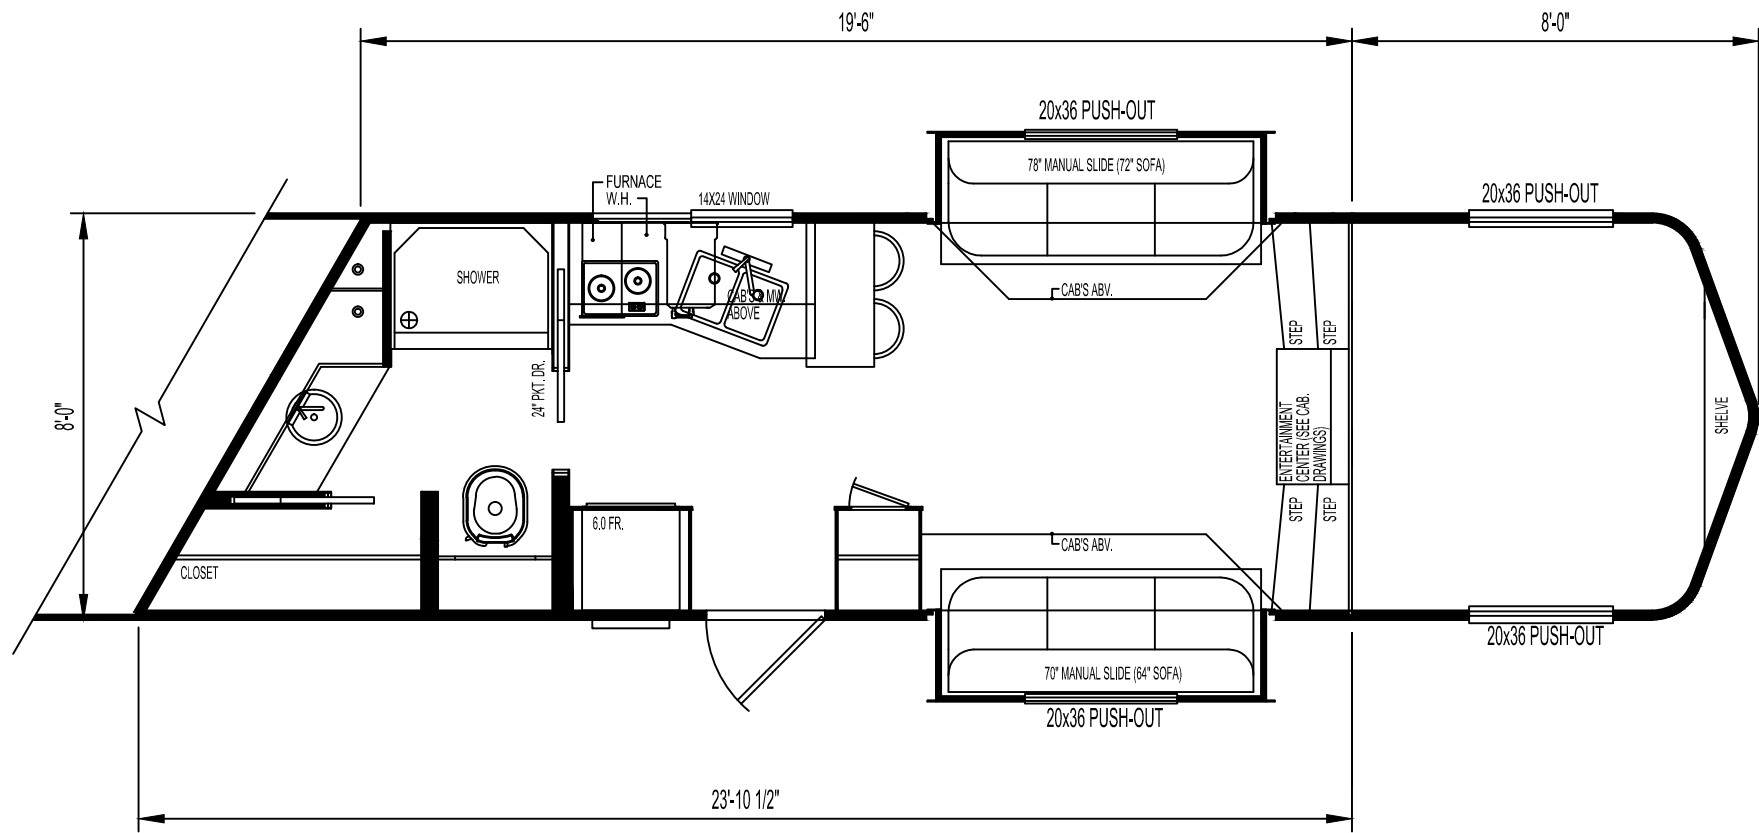 19'-6"
8'-0"
20x36 PUSH-OUT
78" MANUAL SLIDE (72" SOFA)
FURNACE
W.H.
14X24 WINDOW
20x36 PUSH-OUT
SHOWER
CAB'S & MW.
ABOVE
CAB'S ABV.
STEP
STEP
24" PKT. DR.
8'-0"
ENTERTAINMENT
CENTER (SEE CAB.
DRAWINGS)
SHELVE
STEP
STEP
6.0 FR.
CAB'S ABV.
CLOSET
70" MANUAL SLIDE (64" SOFA)
20x36 PUSH-OUT
20x36 PUSH-OUT
23'-10 1/2"